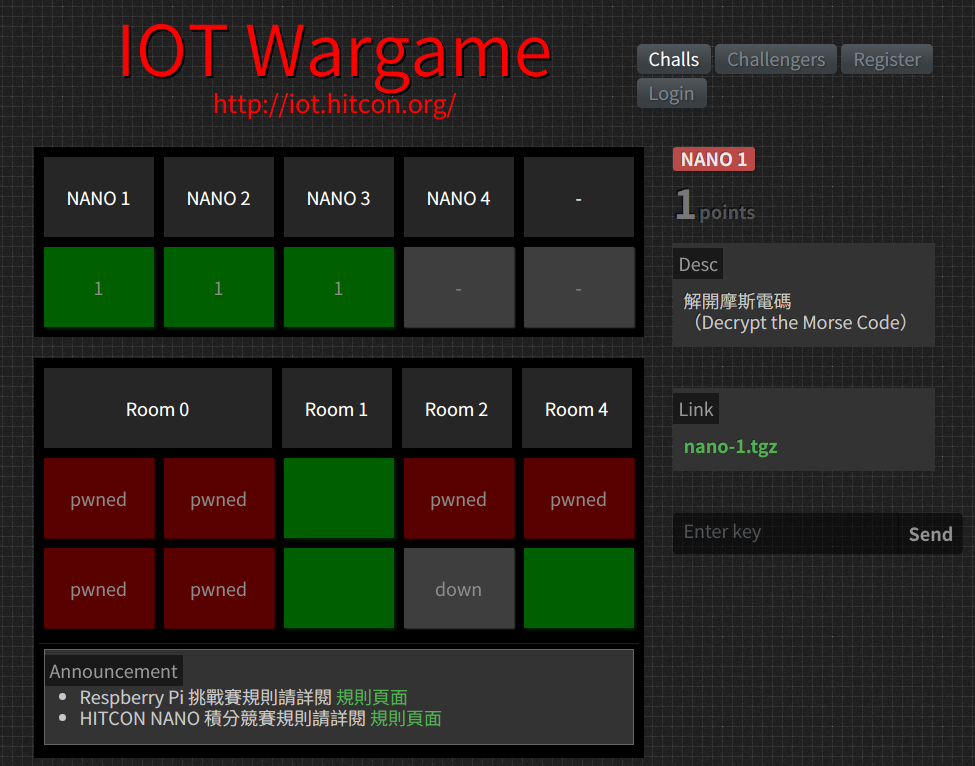 IOT Wargame
http://iot.hitcon.org/
Challs Challengers Register
Login
NANO 1 NANO 2 NANO 3 NANO 4 -
1 1 1 - -
Room 0 Room 1 Room 2 Room 4
pwned pwned pwned pwned
pwned pwned down
Announcement
Respberry Pi 挑戰賽規則請詳閱 規則頁面
HITCON NANO 積分競賽規則請詳閱 規則頁面
NANO 1
1 points
Desc
解開摩斯電碼
（Decrypt the Morse Code）
Link
nano-1.tgz
Enter key Send